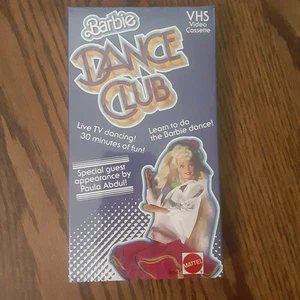 Barbie
VHS
Video
Cassette
DANCE
CLUB
Live TV dancing!
30 minutes of fun!
Learn to do
the Barbie dance!
Special guest
appearance by
Paula Abdul!
MATTEL